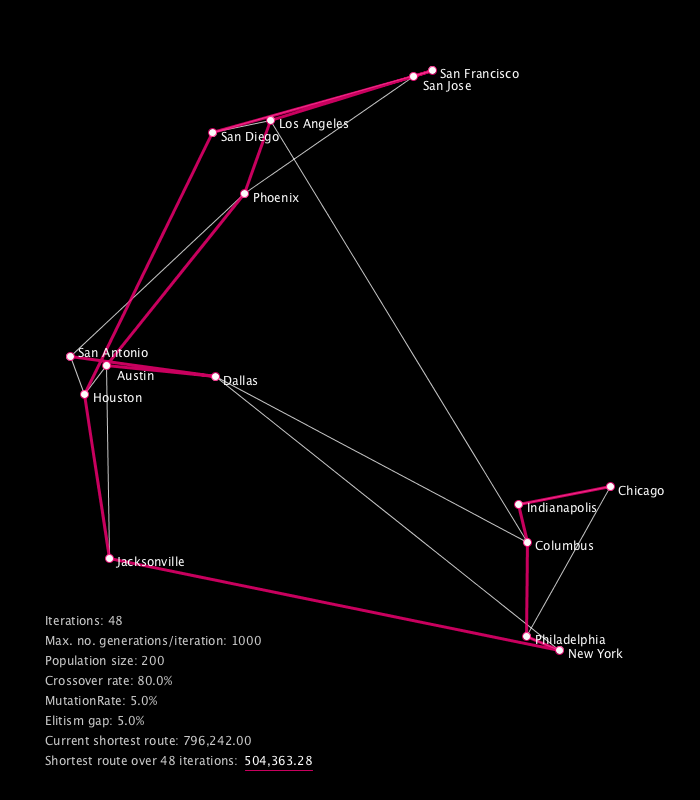 San Francisco
San Jose
Los Angeles
San Diego
Phoenix
San Antonio
Austin
Dallas
Houston
Chicago
Indianapolis
Columbus
Jacksonville
Philadelphia
New York
Iterations: 48
Max. no. generations/iteration: 1000
Population size: 200
Crossover rate: 80.0%
MutationRate: 5.0%
Elitism gap: 5.0%
Current shortest route: 796,242.00
Shortest route over 48 iterations: 504,363.28